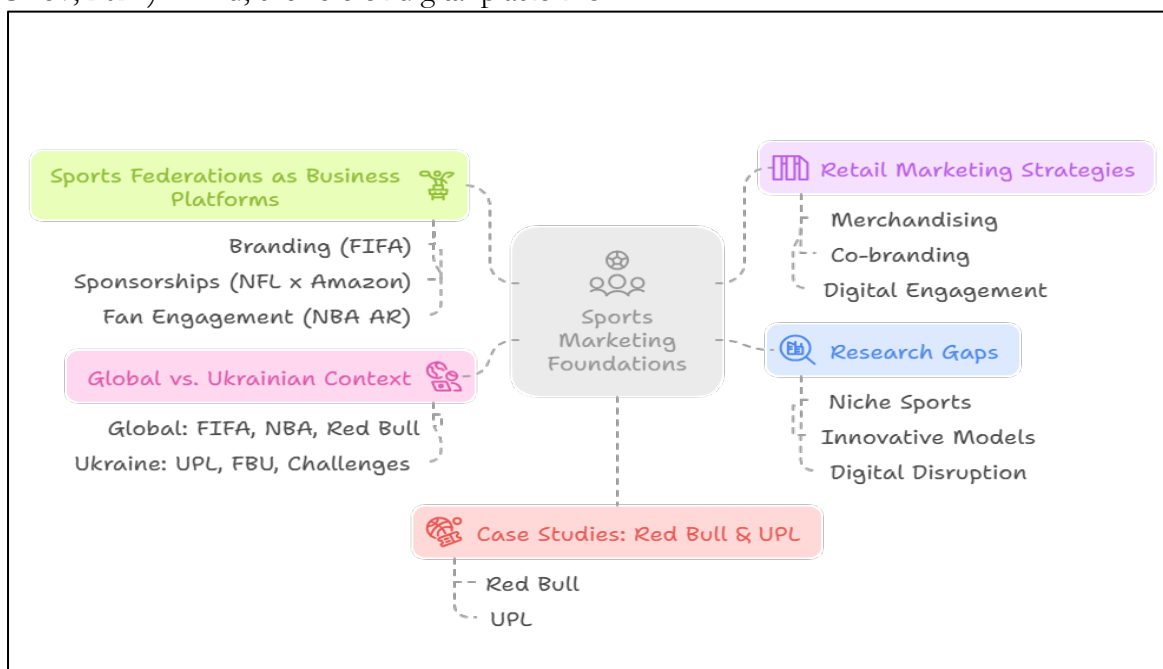 Sports Federations as Business
Platforms
Branding (FIFA)
Sponsorships (NFL x Amazon)
Fan Engagement (NBA AR)
Global vs. Ukrainian Context
Global: FIFA, NBA, Red Bull
Ukraine: UPL, FBU, Challenges
Sports
Marketing
Foundations
Retail Marketing Strategies
Merchandising
Co-branding
Digital Engagement
Research Gaps
Niche Sports
Innovative Models
Digital Disruption
Case Studies: Red Bull & UPL
Red Bull
UPL